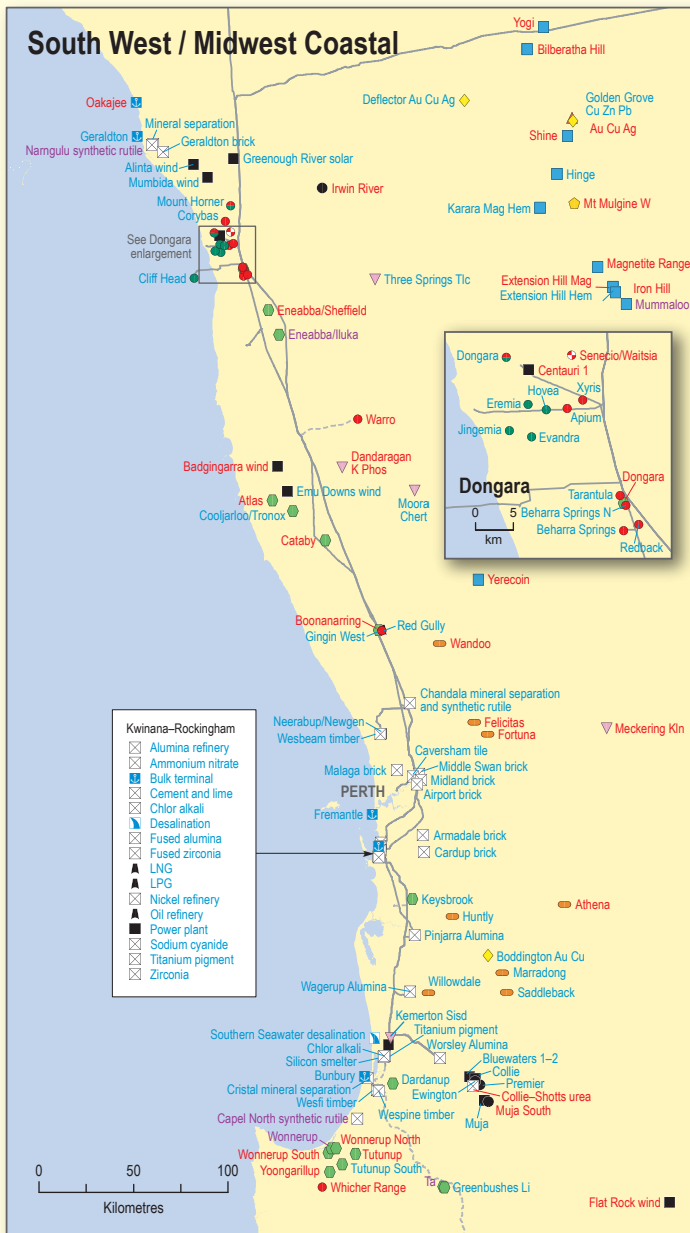 South West / Midwest Coastal
Yogi
Bilberatha Hill
Oakajee
Deflector Au Cu Ag
Golden Grove
Cu Zn Pb
Au Cu Ag
Mineral separation
Geraldton
Geraldton brick
Narngulu synthetic rutile
Shine
Greenough River solar
Alinta wind
Mumbida wind
Hinge
Irwin River
Mount Horner
Corybas
Karara Mag Hem
Mt Mulgine W
See Dongara
enlargement
Cliff Head
Three Springs Tlc
Magnetite Range
Extension Hill Mag
Iron Hill
Extension Hill Hem
Mummaloo
Eneabba/Sheffield
Eneabba/Iluka
Dongara
Senecio/Waitsia
Centauri 1
Hovea
Xyris
Eremia
Apium
Jingemia
Evandra
Dongara
Dongara
Tarantula
Beharra Springs N
Beharra Springs
Redback
0 5
km
Warro
Badgingarra wind
Dandaragan
K Phos
Emu Downs wind
Moora
Chert
Atlas
Cooljarloo/Tronox
Cataby
Yerecoin
Boonanarring
Gingin West
Red Gully
Wandoo
Chandala mineral separation
and synthetic rutile
Neerabup/Newgen
Wesbeam timber
Felicitas
Fortuna
Meckering Kln
Caversham tile
Malaga brick
Middle Swan brick
Midland brick
Airport brick
PERTH
Fremantle
Armadale brick
Cardup brick
Kwinana–Rockingham
Alumina refinery
Ammonium nitrate
Bulk terminal
Cement and lime
Chlor alkali
Desalination
Fused alumina
Fused zirconia
LNG
LPG
Nickel refinery
Oil refinery
Power plant
Sodium cyanide
Titanium pigment
Zirconia
Keysbrook
Huntly
Athena
Pinjarra Alumina
Boddington Au Cu
Marradong
Wagerup Alumina
Willowdale
Saddleback
Kemerton Sisd
Southern Seawater desalination
Titanium pigment
Chlor alkali
Worsley Alumina
Silicon smelter
Bluewaters 1–2
Bunbury
Collie
Cristal mineral separation
Dardanup
Ewington
Premier
Wesfi timber
Collie–Shotts urea
Capel North synthetic rutile
Wespine timber
Muja
Muja South
Wonnerup
Wonnerup North
Wonnerup South
Tutunup
Yoongarillup
Tutunup South
Whicher Range
Ta
Greenbushes Li
Flat Rock wind
0 50 100
Kilometres